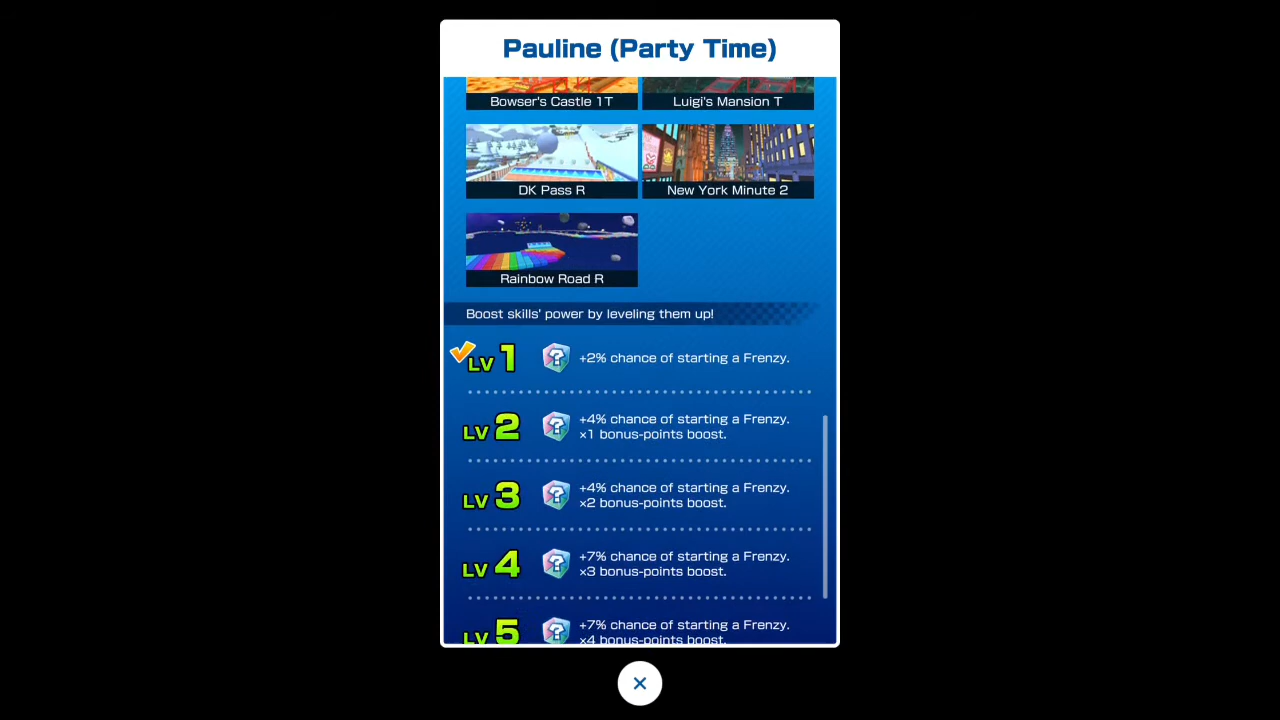 Pauline (Party Time)
Bowser's Castle 1T
Luigi's Mansion T
DK Pass R
New York Minute 2
Rainbow Road R
Boost skills' power by leveling them up!
LV 1
+2% chance of starting a Frenzy.
LV 2
+4% chance of starting a Frenzy.
×1 bonus-points boost.
LV 3
+4% chance of starting a Frenzy.
×2 bonus-points boost.
LV 4
+7% chance of starting a Frenzy.
×3 bonus-points boost.
LV 5
+7% chance of starting a Frenzy.
×4 bonus-points boost.